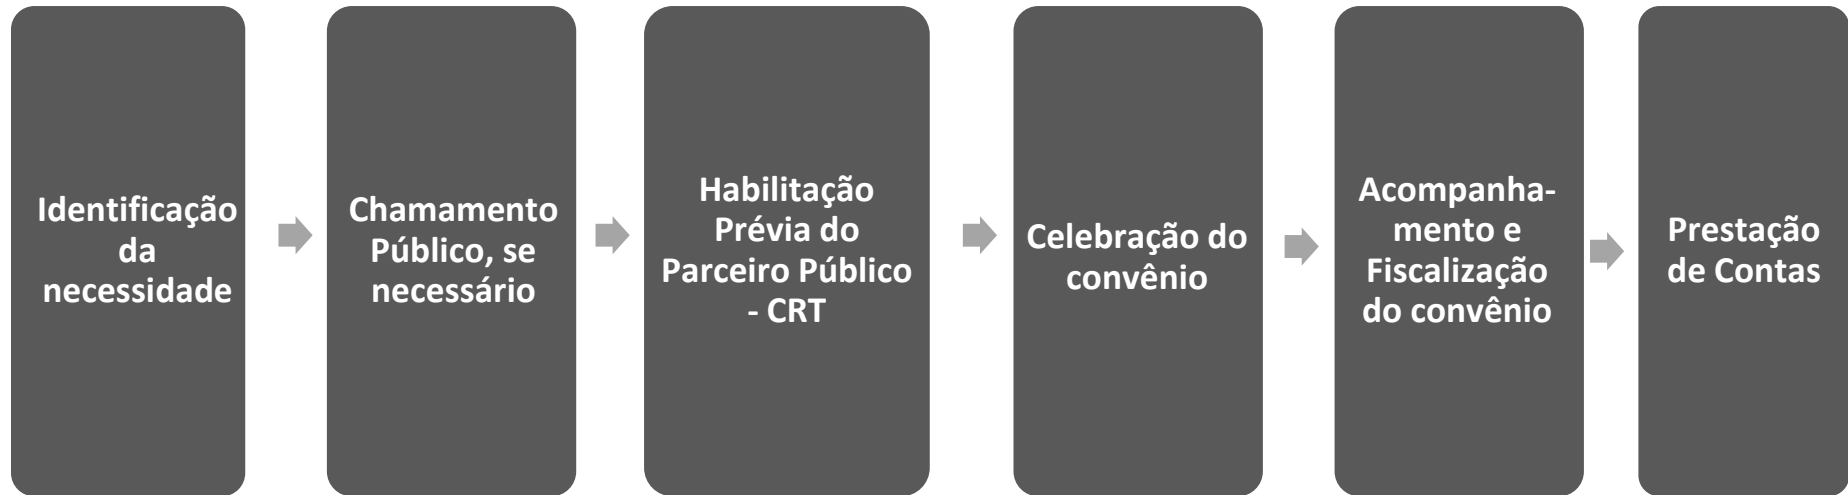 Identificação
da
necessidade
Chamamento
Público, se
necessário
Habilitação
Prévia do
Parceiro Público
- CRT
Celebração do
convênio
Acompanha-
mento e
Fiscalização
do convênio
Prestação
de Contas